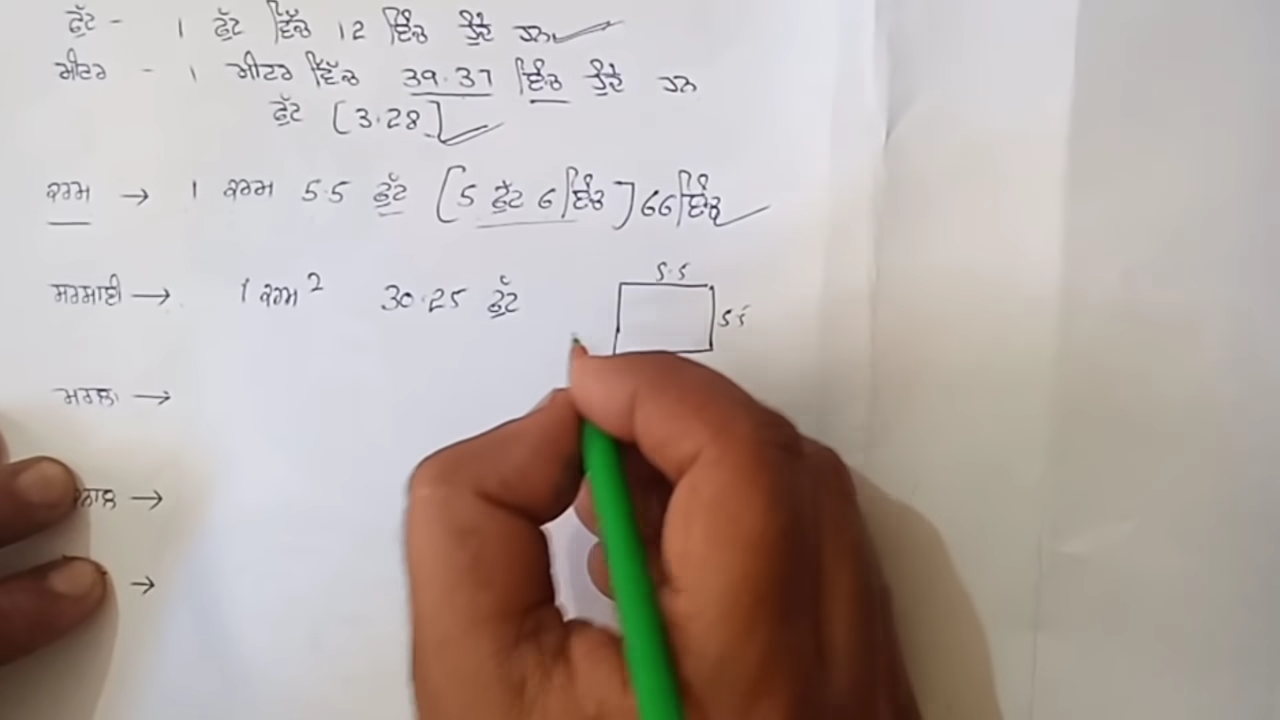 ਫੁੱਟ - 1 ਫੁੱਟ ਵਿੱਚ 12 ਇੰਚ ਹੁੰਦੇ ਹਨ
ਮੀਟਰ - 1 ਮੀਟਰ ਵਿੱਚ 39.37 ਇੰਚ ਹੁੰਦੇ ਹਨ
ਫੁੱਟ [3.28]
ਕਰਮ → 1 ਕਰਮ 5.5 ਫੁੱਟ [5 ਫੁੱਟ 6 ਇੰਚ] 66 ਇੰਚ
5.5
ਸਰਸਾਈ → 1 ਕਰਮ² 30.25 ਫੁੱਟ
5.5
ਮਰਲਾ →
ਕਨਾਲ →
→